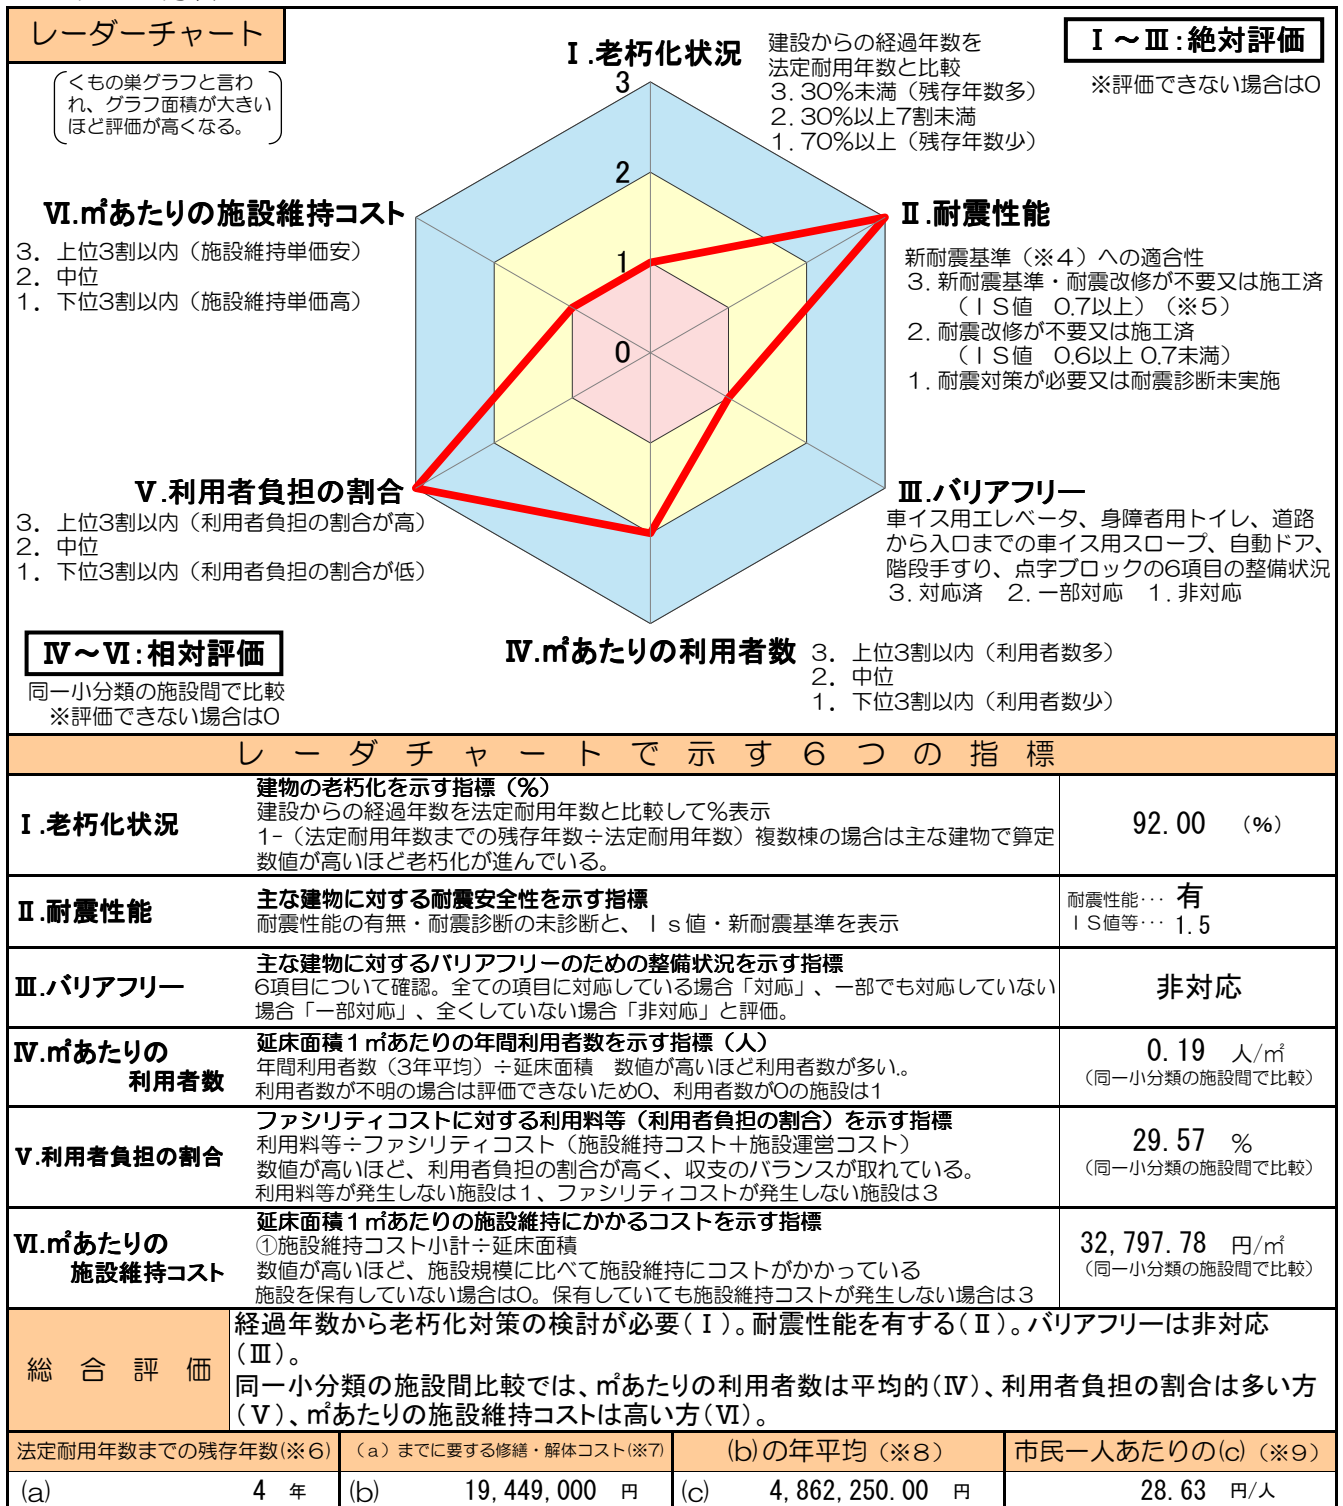 レーダーチャート
くもの巣グラフと言わ
れ、グラフ面積が大きい
ほど評価が高くなる。
Ⅰ.老朽化状況
建設からの経過年数を
法定耐用年数と比較
3.30%未満（残存年数多）
2.30%以上7割未満
1.70%以上（残存年数少）
Ⅰ～Ⅲ:絶対評価
※評価できない場合は0
3
2
1
0
Ⅵ.㎡あたりの施設維持コスト
3. 上位3割以内（施設維持単価安）
2. 中位
1. 下位3割以内（施設維持単価高）
Ⅱ.耐震性能
新耐震基準（※4）への適合性
3.新耐震基準・耐震改修が不要又は施工済
（ＩＳ値　0.7以上）（※5）
2.耐震改修が不要又は施工済
（ＩＳ値　0.6以上 0.7未満）
1.耐震対策が必要又は耐震診断未実施
Ⅴ.利用者負担の割合
3. 上位3割以内（利用者負担の割合が高）
2. 中位
1. 下位3割以内（利用者負担の割合が低）
Ⅲ.バリアフリー
車イス用エレベータ、身障者用トイレ、道路
から入口までの車イス用スロープ、自動ドア、
階段手すり、点字ブロックの6項目の整備状況
3.対応済　2.一部対応　1.非対応
Ⅳ～Ⅵ:相対評価
同一小分類の施設間で比較
※評価できない場合は0
Ⅳ.㎡あたりの利用者数
3. 上位3割以内（利用者数多）
2. 中位
1. 下位3割以内（利用者数少）
レーダチャートで示す6つの指標
Ⅰ.老朽化状況
建物の老朽化を示す指標（%）
建設からの経過年数を法定耐用年数と比較して%表示
1-（法定耐用年数までの残存年数÷法定耐用年数）複数棟の場合は主な建物で算定
数値が高いほど老朽化が進んでいる。
92.00　（%）
Ⅱ.耐震性能
主な建物に対する耐震安全性を示す指標
耐震性能の有無・耐震診断の未診断と、Ｉｓ値・新耐震基準を表示
耐震性能… 有
ＩＳ値等… 1.5
Ⅲ.バリアフリー
主な建物に対するバリアフリーのための整備状況を示す指標
6項目について確認。全ての項目に対応している場合「対応」、一部でも対応していない
場合「一部対応」、全くしていない場合「非対応」と評価。
非対応
Ⅳ.㎡あたりの
利用者数
延床面積１㎡あたりの年間利用者数を示す指標（人）
年間利用者数（3年平均）÷延床面積　数値が高いほど利用者数が多い。
利用者数が不明の場合は評価できないため0、利用者数が0の施設は1
0.19　人/㎡
（同一小分類の施設間で比較）
Ⅴ.利用者負担の割合
ファシリティコストに対する利用料等（利用者負担の割合）を示す指標
利用料等÷ファシリティコスト（施設維持コスト＋施設運営コスト）
数値が高いほど、利用者負担の割合が高く、収支のバランスが取れている。
利用料等が発生しない施設は１、ファシリティコストが発生しない施設は３
29.57　%
（同一小分類の施設間で比較）
Ⅵ.㎡あたりの
施設維持コスト
延床面積１㎡あたりの施設維持にかかるコストを示す指標
①施設維持コスト小計÷延床面積
数値が高いほど、施設規模に比べて施設維持にコストがかかっている
施設を保有していない場合は0。保有していても施設維持コストが発生しない場合は３
32,797.78　円/㎡
（同一小分類の施設間で比較）
総合評価
経過年数から老朽化対策の検討が必要(Ⅰ)。耐震性能を有する(Ⅱ)。バリアフリーは非対応
(Ⅲ)。
同一小分類の施設間比較では、㎡あたりの利用者数は平均的(Ⅳ)、利用者負担の割合は多い方
(Ⅴ)、㎡あたりの施設維持コストは高い方(Ⅵ)。
法定耐用年数までの残存年数(※6)
（a）までに要する修繕・解体コスト(※7)
(b)の年平均（※8）
市民一人あたりの(c)（※9）
(a)　4　年
(b)　19,449,000　円
(c)　4,862,250.00　円
28.63　円/人